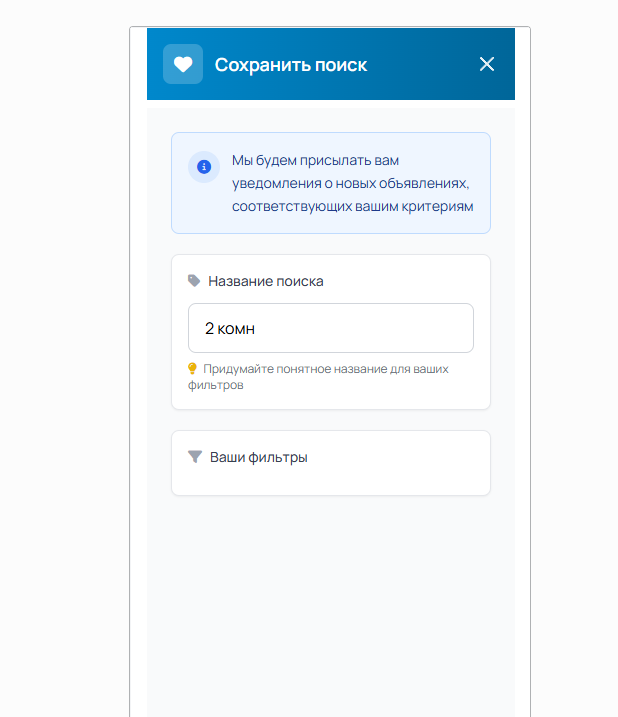 Сохранить поиск
Мы будем присылать вам
уведомления о новых объявлениях,
соответствующих вашим критериям
Название поиска
2 комн
Придумайте понятное название для ваших
фильтров
Ваши фильтры